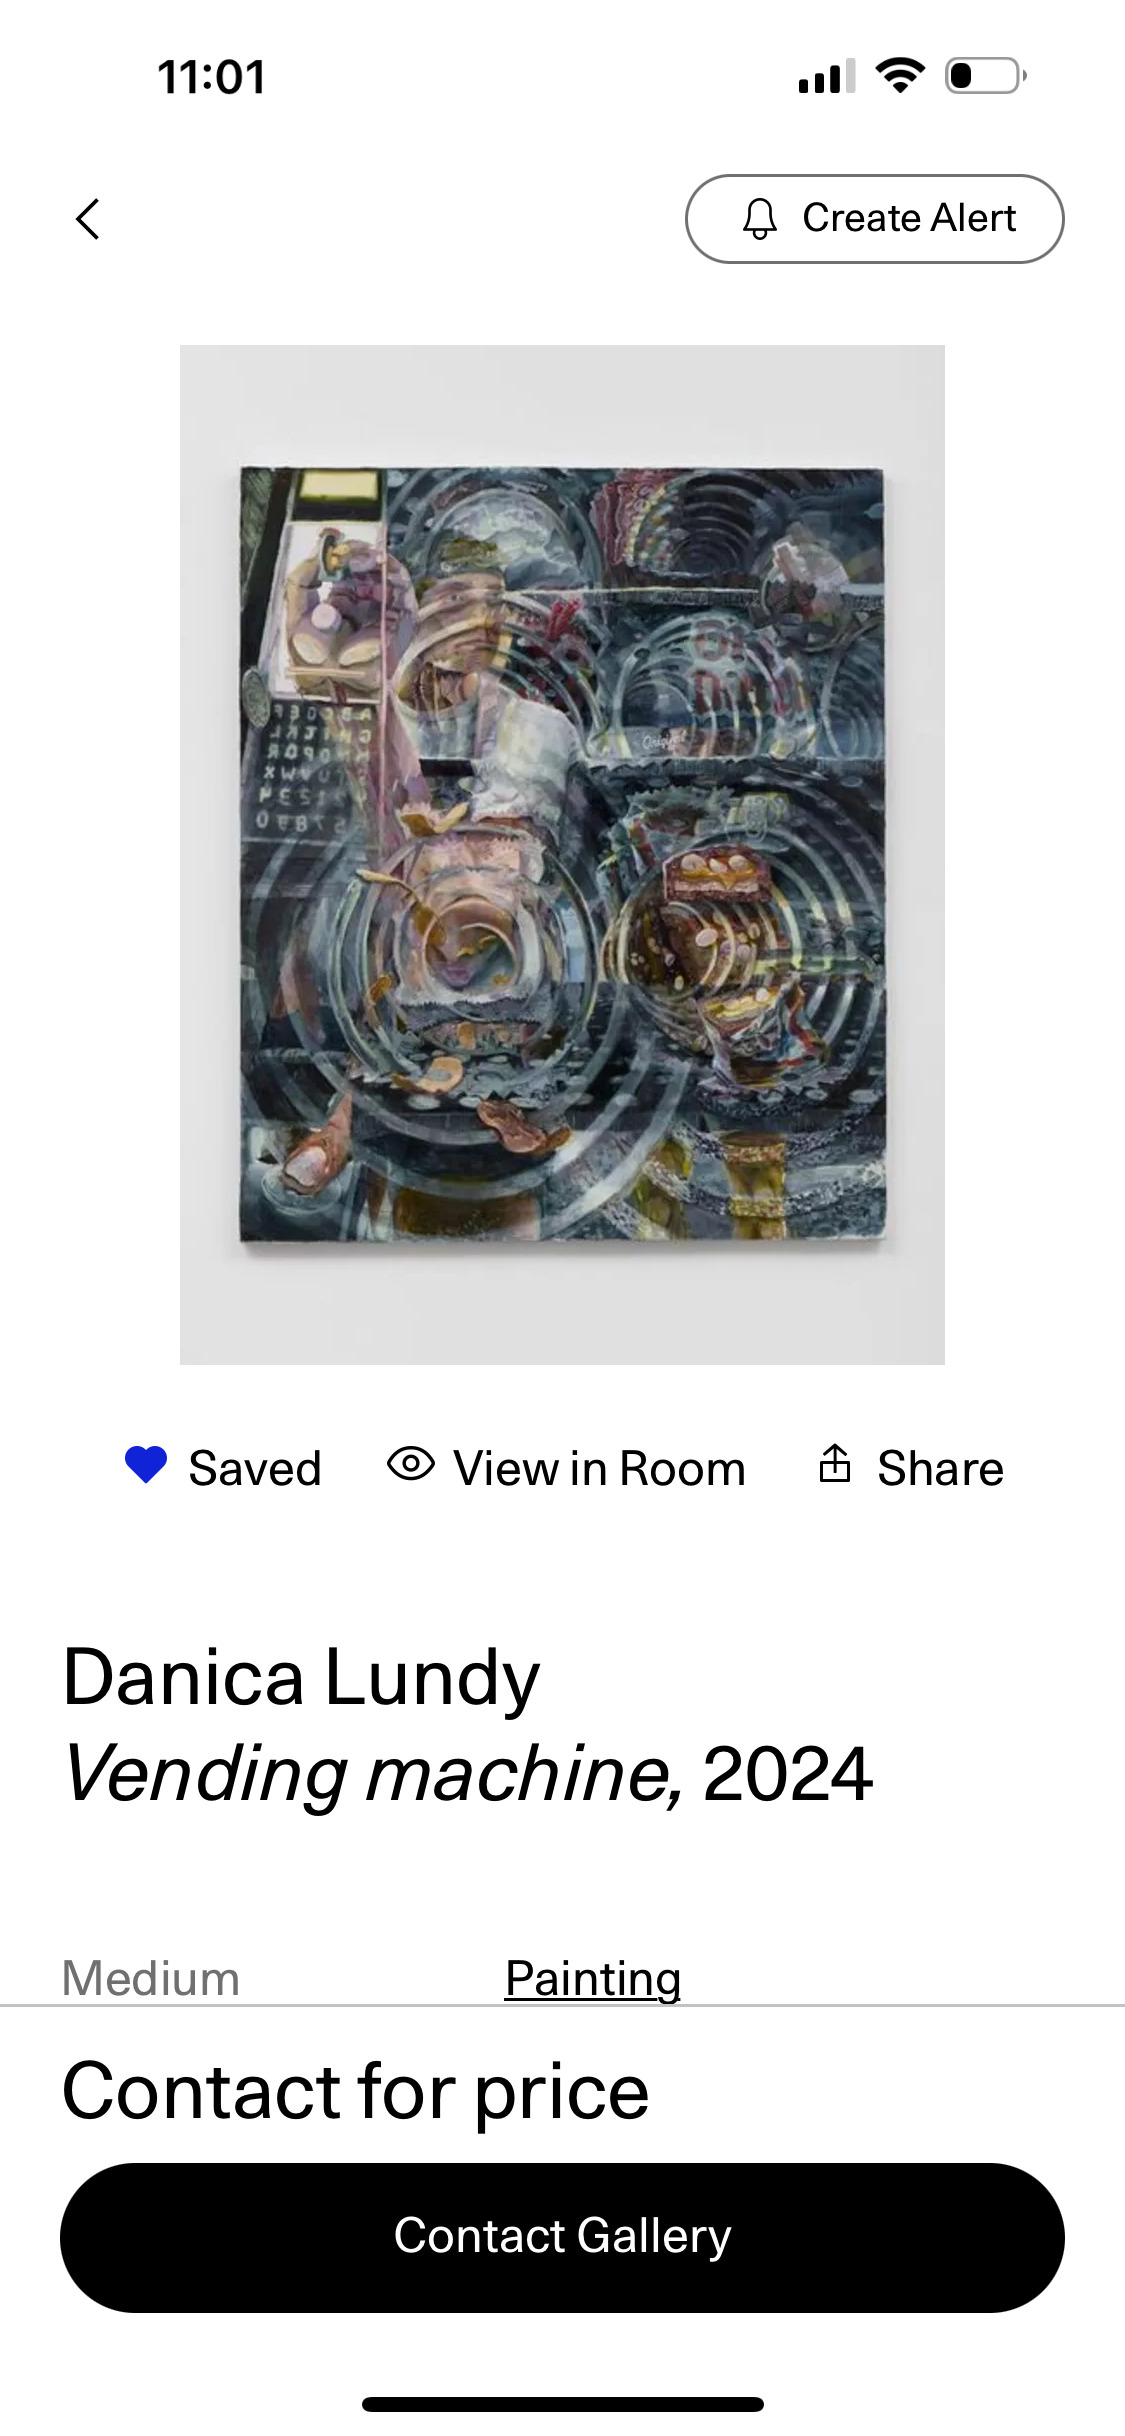 11:01
Create Alert
Original
Saved
View in Room
Share
Danica Lundy
Vending machine, 2024
Medium
Painting
Contact for price
Contact Gallery